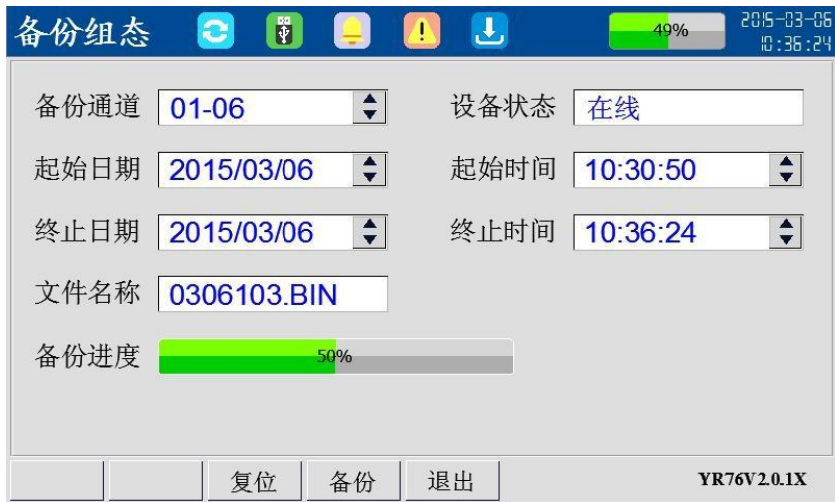 备份组态 49% 2015-03-06
10:36:24
备份通道 01-06 设备状态 在线
起始日期 2015/03/06 起始时间 10:30:50
终止日期 2015/03/06 终止时间 10:36:24
文件名称 0306103.BIN
备份进度 50%
复位 备份 退出 YR76V2.0.1X